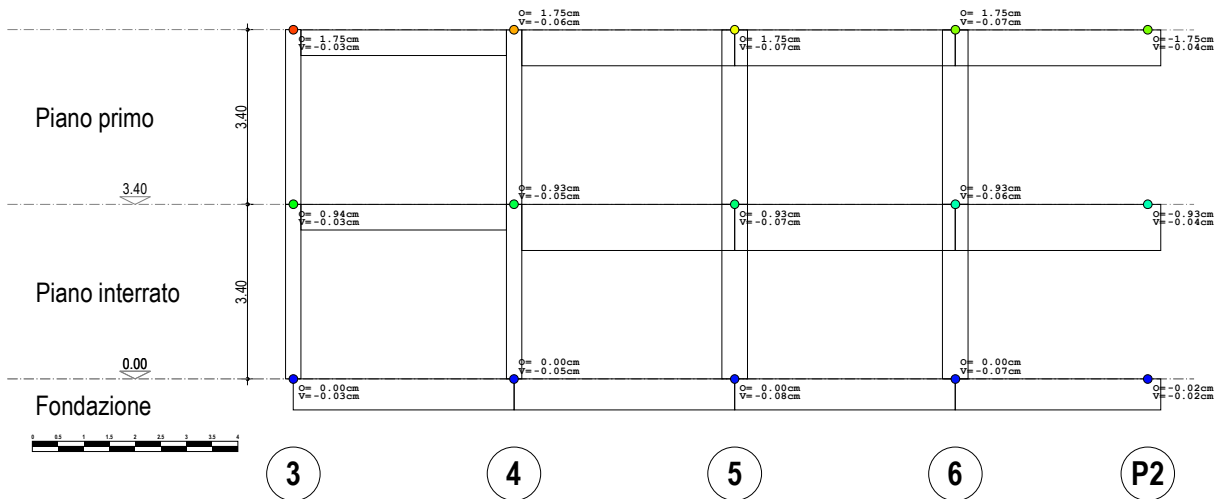 O= 1.75cm
V=-0.06cm
O= 1.75cm
V=-0.07cm
O= 1.75cm
V=-0.03cm
O= 1.75cm
V=-0.07cm
O=-1.75cm
V=-0.04cm
Piano primo
3.40
3.40
O= 0.93cm
V=-0.05cm
O= 0.93cm
V=-0.06cm
O= 0.94cm
V=-0.03cm
O= 0.93cm
V=-0.07cm
O=-0.93cm
V=-0.04cm
Piano interrato
3.40
0.00
O= 0.00cm
V=-0.05cm
O= 0.00cm
V=-0.07cm
O= 0.00cm
V=-0.03cm
O= 0.00cm
V=-0.08cm
O=-0.02cm
V=-0.02cm
Fondazione
0 0.5 1 1.5 2 2.5 3 3.5 4
3 4 5 6 P2